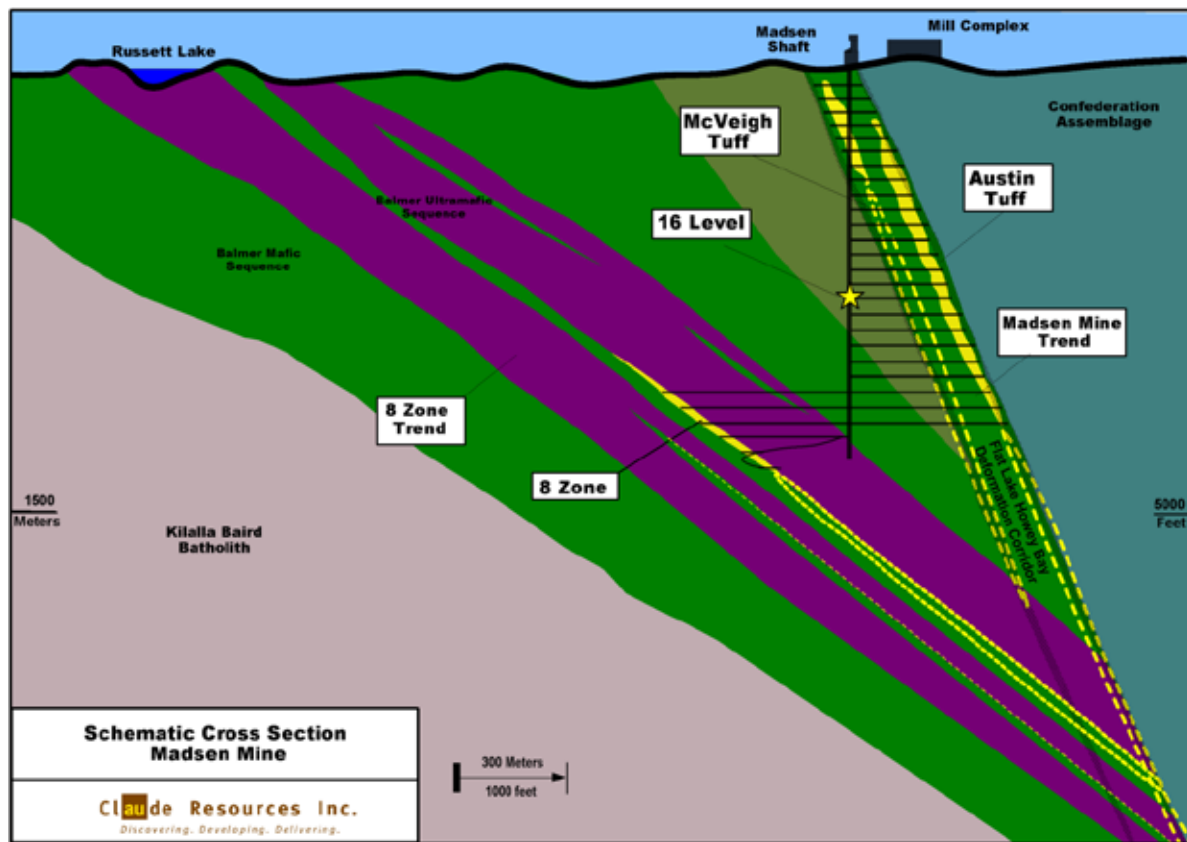 Russett Lake
Madsen
Shaft
Mill Complex
McVeigh
Tuff
Confederation
Assemblage
Austin
Tuff
Balmer Ultramafic
Sequence
16 Level
Balmer Mafic
Sequence
Madsen Mine
Trend
8 Zone
Trend
8 Zone
Flat Lake Howey Bay
Deformation Corridor
1500
Meters
5000
Feet
Kilalla Baird
Batholith
Schematic Cross Section
Madsen Mine
300 Meters
1000 feet
Claude Resources Inc.
Discovering. Developing. Delivering.